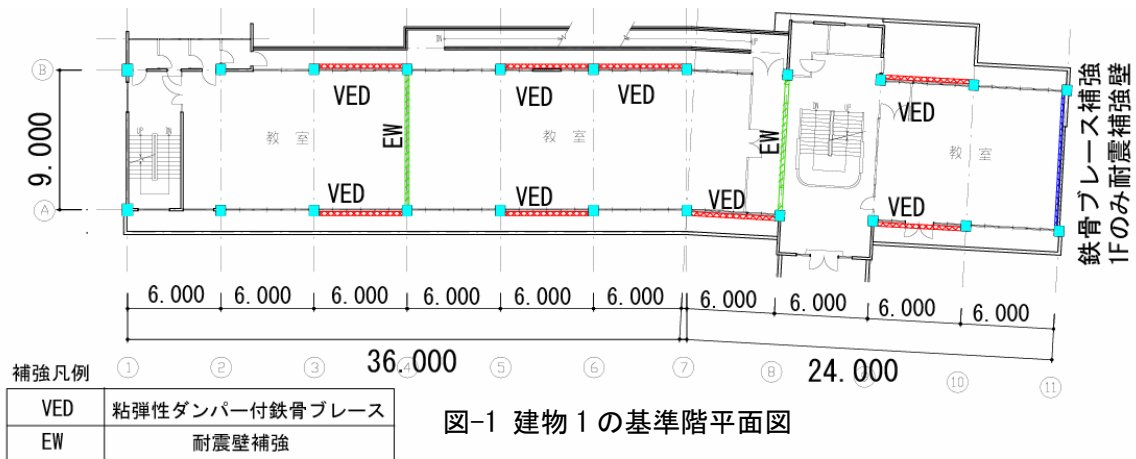 B
A
9.000
VED
VED
VED
VED
EW
VED
VED
EW
VED
VED
教室
教室
教室
UP
DN
鉄骨ブレース補強
1Fのみ耐震補強壁
6.000
6.000
6.000
6.000
6.000
6.000
6.000
6.000
6.000
6.000
36.000
24.000
1
2
3
4
5
6
7
8
10
11
補強凡例
VED 粘弾性ダンパー付鉄骨ブレース
EW 耐震壁補強
図-1 建物1の基準階平面図